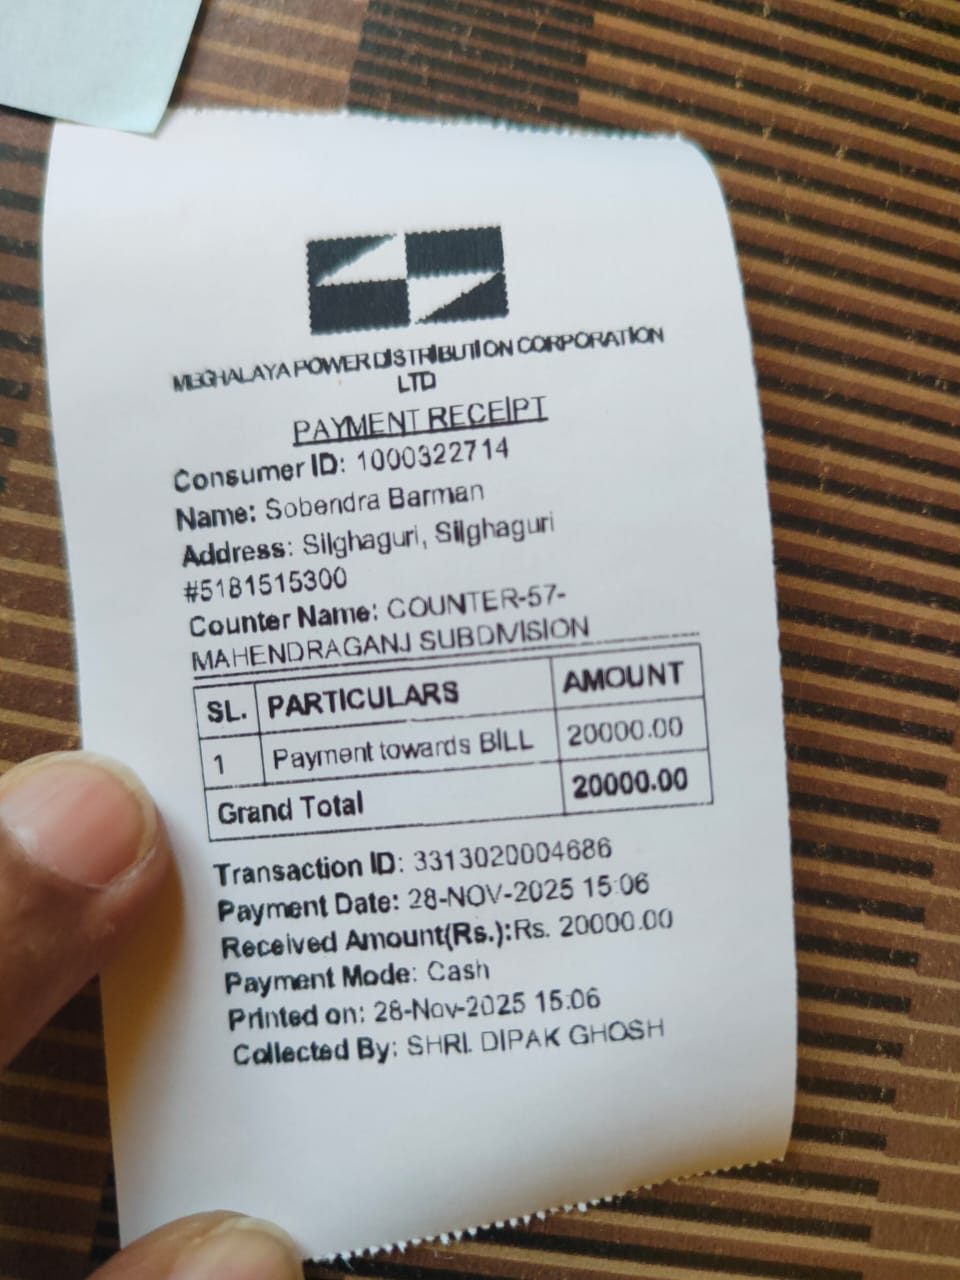 MEGHALAYA POWER DISTRIBUTION CORPORATION
LTD
PAYMENT RECEIPT
Consumer ID: 1000322714
Name: Sobendra Barman
Address: Silghaguri, Silghaguri
#5181515300
Counter Name: COUNTER-57-
MAHENDRAGANJ SUBDIVISION
SL. PARTICULARS AMOUNT
1 Payment towards BILL 20000.00
Grand Total 20000.00
Transaction ID: 3313020004686
Payment Date: 28-NOV-2025 15:06
Received Amount(Rs.):Rs. 20000.00
Payment Mode: Cash
Printed on: 28-Nov-2025 15:06
Collected By: SHRI. DIPAK GHOSH